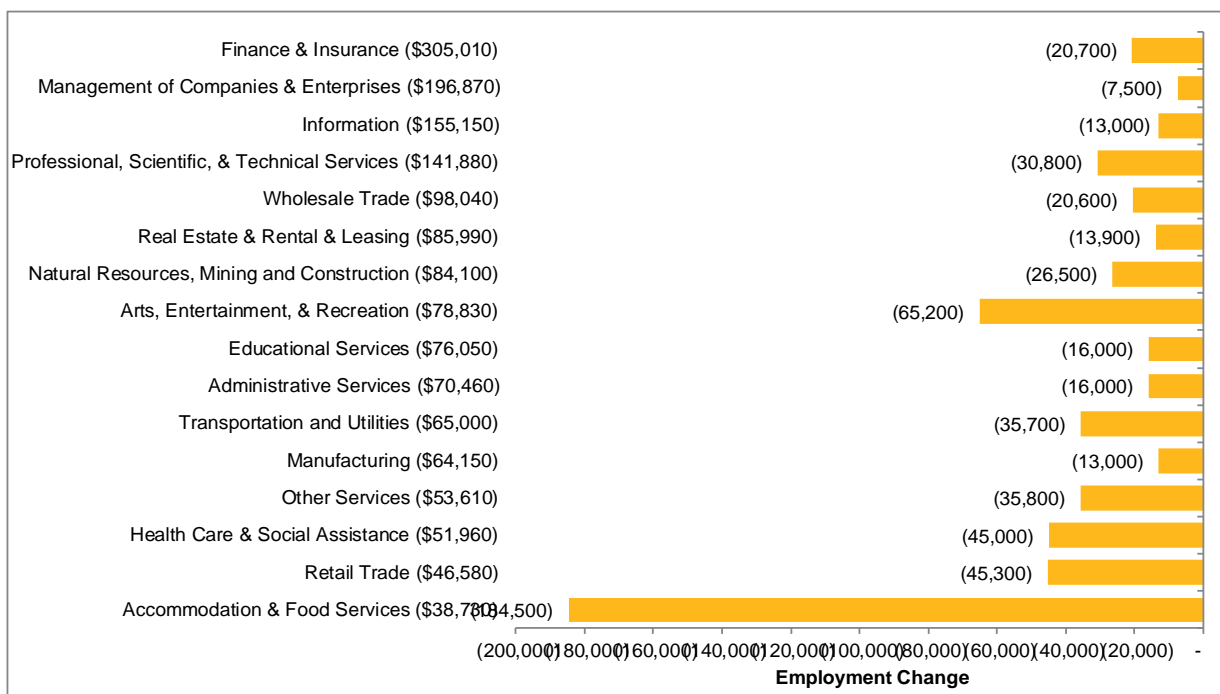 Finance & Insurance ($305,010) (20,700)
Management of Companies & Enterprises ($196,870) (7,500)
Information ($155,150) (13,000)
Professional, Scientific, & Technical Services ($141,880) (30,800)
Wholesale Trade ($98,040) (20,600)
Real Estate & Rental & Leasing ($85,990) (13,900)
Natural Resources, Mining and Construction ($84,100) (26,500)
Arts, Entertainment, & Recreation ($78,830) (65,200)
Educational Services ($76,050) (16,000)
Administrative Services ($70,460) (16,000)
Transportation and Utilities ($65,000) (35,700)
Manufacturing ($64,150) (13,000)
Other Services ($53,610) (35,800)
Health Care & Social Assistance ($51,960) (45,000)
Retail Trade ($46,580) (45,300)
Accommodation & Food Services (184,500)
(200,000) (180,000) (160,000) (140,000) (120,000) (100,000) (80,000) (60,000) (40,000) (20,000) -
Employment Change